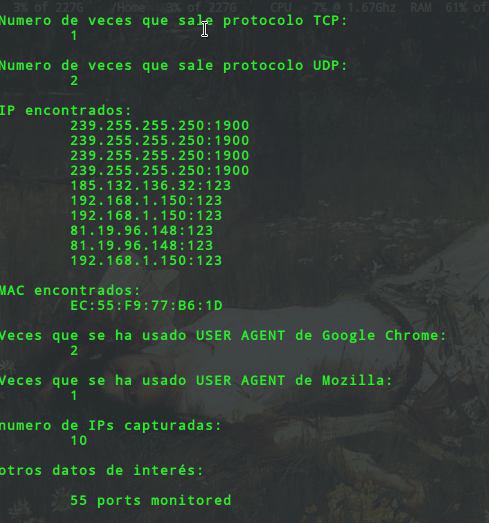 3% of 227G /Home 3% of 227G CPU 7% @ 1.67Ghz RAM 61% of
Numero de veces que sale protocolo TCP:
1
Numero de veces que sale protocolo UDP:
2
IP encontrados:
239.255.255.250:1900
239.255.255.250:1900
239.255.255.250:1900
239.255.255.250:1900
185.132.136.32:123
192.168.1.150:123
192.168.1.150:123
81.19.96.148:123
81.19.96.148:123
192.168.1.150:123
MAC encontrados:
EC:55:F9:77:B6:1D
Veces que se ha usado USER AGENT de Google Chrome:
2
Veces que se ha usado USER AGENT de Mozilla:
1
numero de IPs capturadas:
10
otros datos de interés:
55 ports monitored